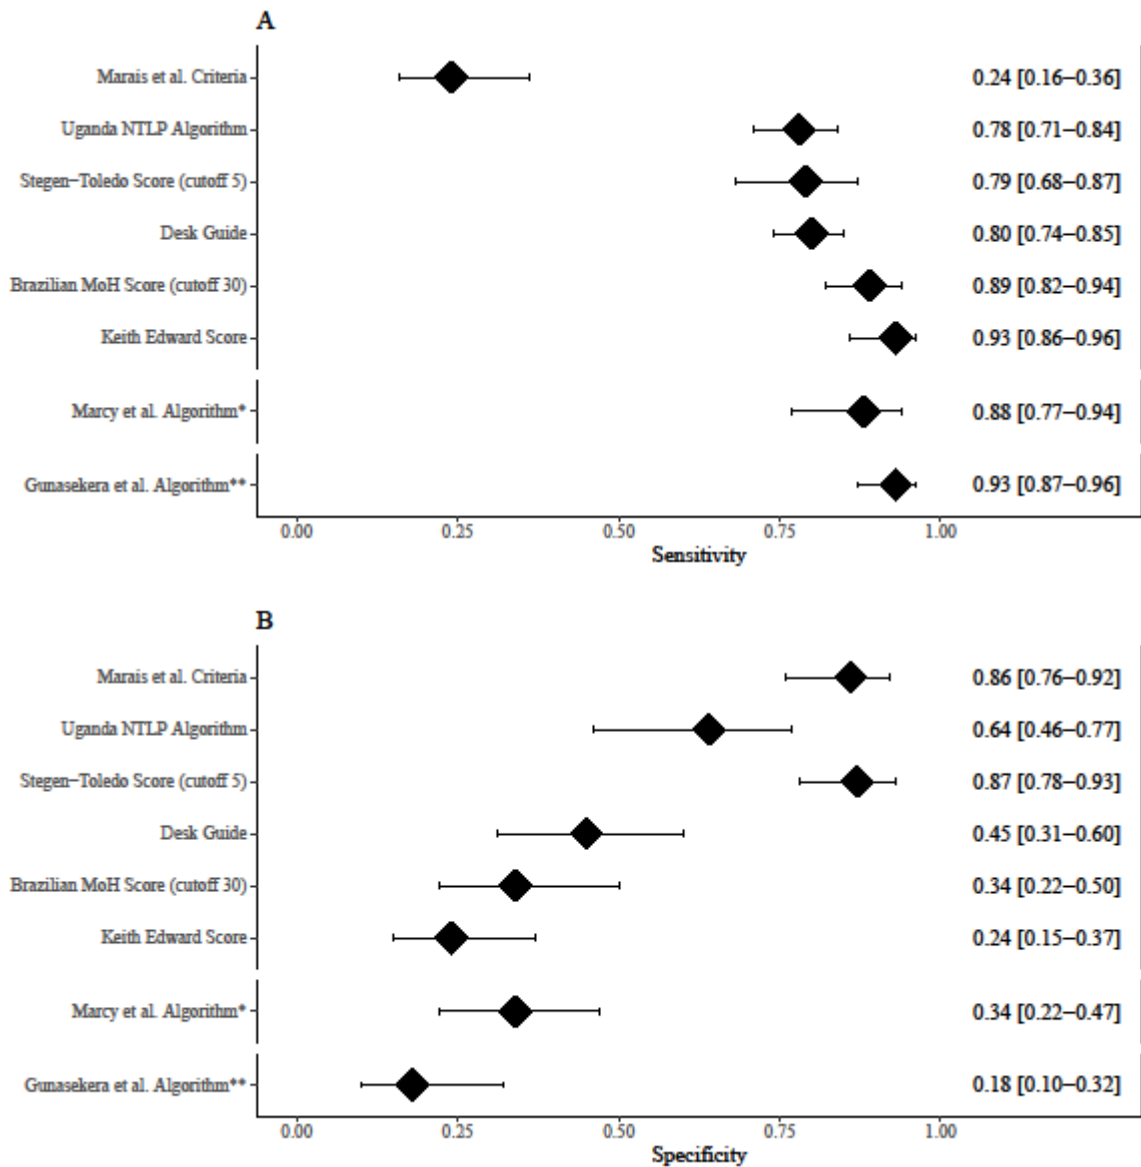 A
Marais et al. Criteria 0.24 [0.16–0.36]
Uganda NTLP Algorithm 0.78 [0.71–0.84]
Stegen−Toledo Score (cutoff 5) 0.79 [0.68–0.87]
Desk Guide 0.80 [0.74–0.85]
Brazilian MoH Score (cutoff 30) 0.89 [0.82–0.94]
Keith Edward Score 0.93 [0.86–0.96]
Marcy et al. Algorithm* 0.88 [0.77–0.94]
Gunasekera et al. Algorithm** 0.93 [0.87–0.96]
0.00 0.25 0.50 0.75 1.00
Sensitivity
B
Marais et al. Criteria 0.86 [0.76–0.92]
Uganda NTLP Algorithm 0.64 [0.46–0.77]
Stegen−Toledo Score (cutoff 5) 0.87 [0.78–0.93]
Desk Guide 0.45 [0.31–0.60]
Brazilian MoH Score (cutoff 30) 0.34 [0.22–0.50]
Keith Edward Score 0.24 [0.15–0.37]
Marcy et al. Algorithm* 0.34 [0.22–0.47]
Gunasekera et al. Algorithm** 0.18 [0.10–0.32]
0.00 0.25 0.50 0.75 1.00
Specificity